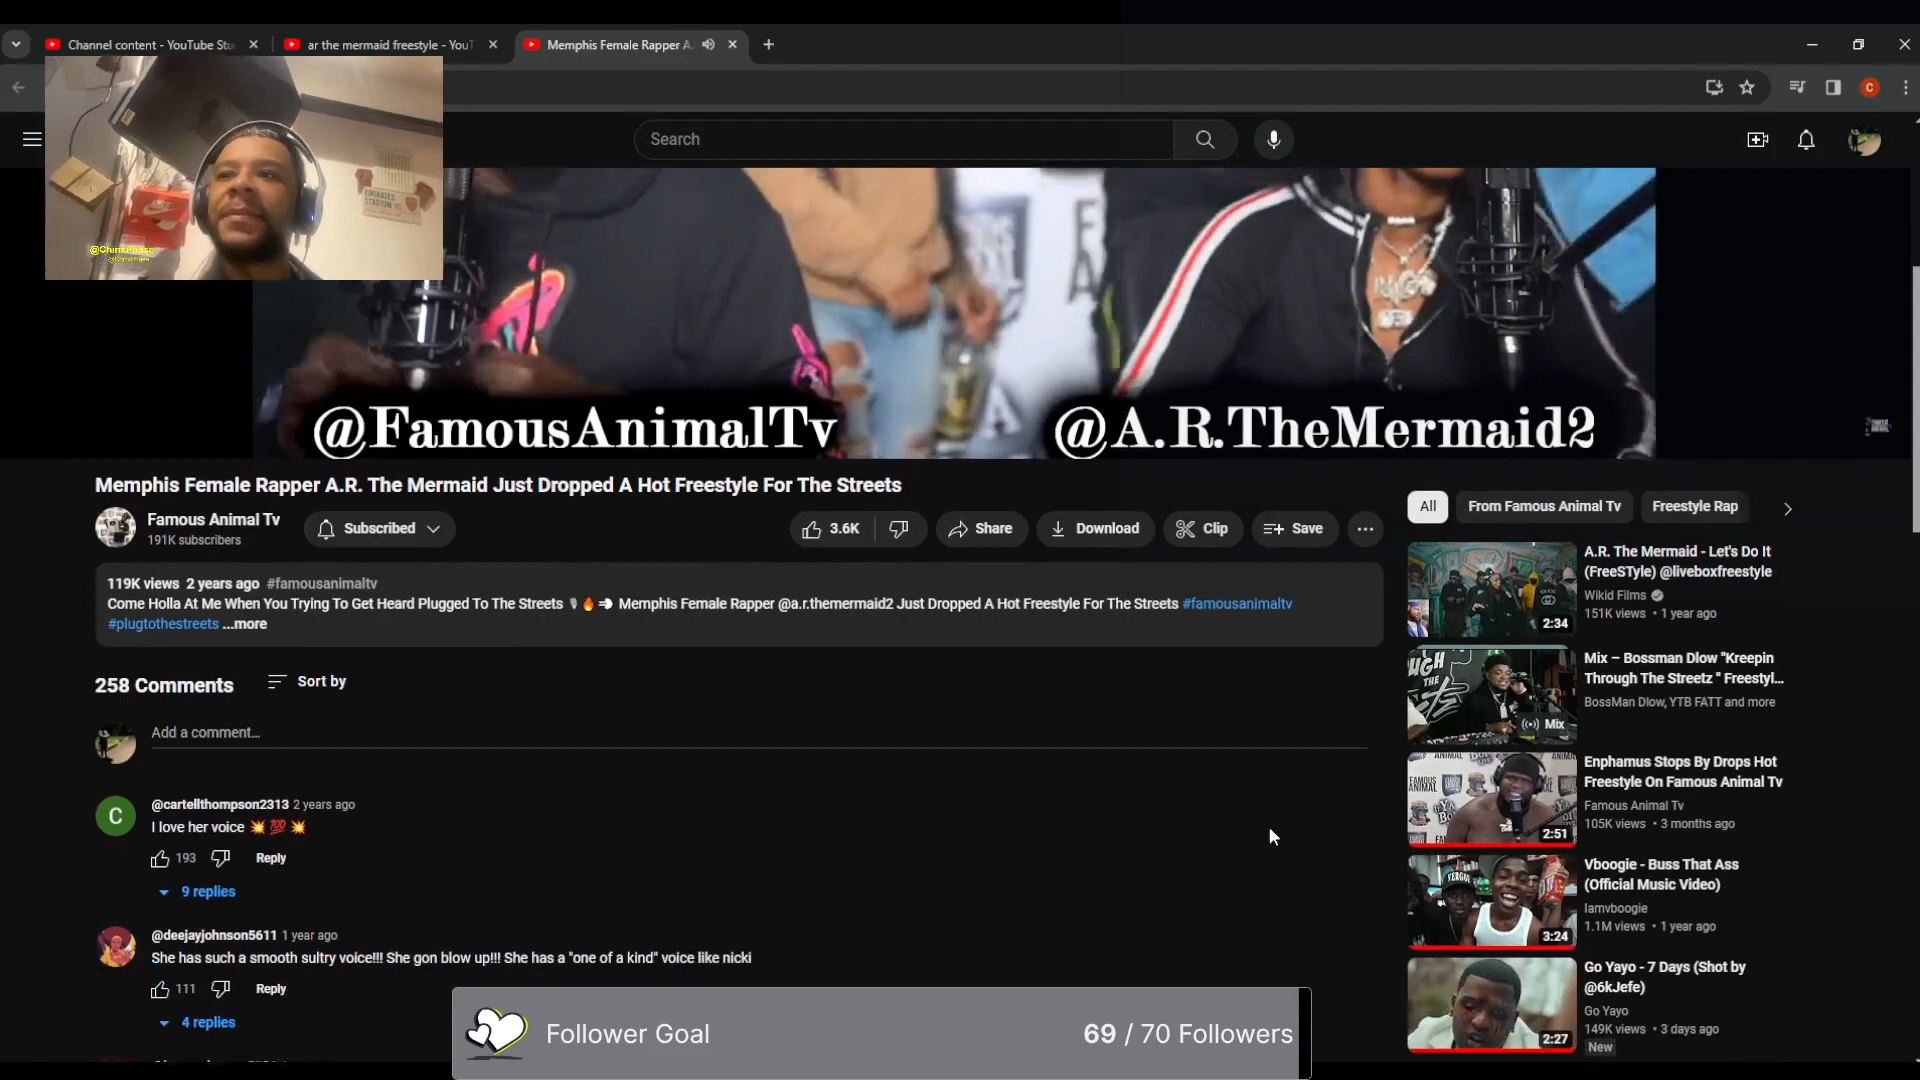 Channel content - YouTube Stu
ar the mermaid freestyle - YouT
Memphis Female Rapper A.
C
Search
EMIRATES
STADIUM
@ChinxPhase
@ChinxPhase
@FamousAnimalTv
@A.R.TheMermaid2
Memphis Female Rapper A.R. The Mermaid Just Dropped A Hot Freestyle For The Streets
Famous Animal Tv
191K subscribers
Subscribed
3.6K
Share
Download
Clip
Save
119K views 2 years ago #famousanimaltv
Come Holla At Me When You Trying To Get Heard Plugged To The Streets 🎙🔥💨 Memphis Female Rapper @a.r.themermaid2 Just Dropped A Hot Freestyle For The Streets #famousanimaltv
#plugtothestreets ...more
258 Comments
Sort by
Add a comment...
C
@cartellthompson2313 2 years ago
I love her voice 💥💯💥
193
Reply
9 replies
@deejayjohnson5611 1 year ago
She has such a smooth sultry voice!!! She gon blow up!!! She has a "one of a kind" voice like nicki
111
Reply
4 replies
Follower Goal
69 / 70 Followers
All
From Famous Animal Tv
Freestyle Rap
A.R. The Mermaid - Let's Do It
(FreeSTyle) @liveboxfreestyle
Wikid Films
151K views • 1 year ago
2:34
Mix – Bossman Dlow "Kreepin
Through The Streetz " Freestyl...
BossMan Dlow, YTB FATT and more
Mix
Enphamus Stops By Drops Hot
Freestyle On Famous Animal Tv
Famous Animal Tv
105K views • 3 months ago
2:51
Vboogie - Buss That Ass
(Official Music Video)
Iamvboogie
1.1M views • 1 year ago
3:24
Go Yayo - 7 Days (Shot by
@6kJefe)
Go Yayo
149K views • 3 days ago
New
2:27